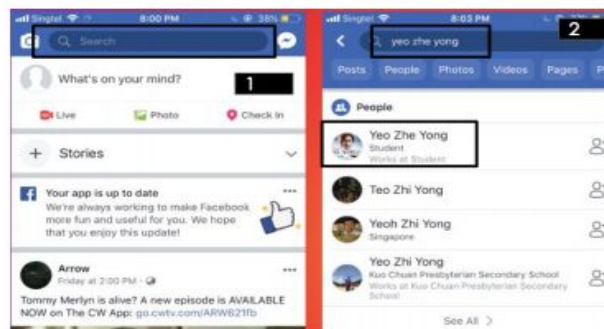 Singtel 8:00 PM 38%
Search
What's on your mind?
1
Live Photo Check In
+ Stories
Your app is up to date
We're always working to make Facebook
more fun and useful for you. We hope
that you enjoy this update!
Arrow
Friday at 2:00 PM
Tommy Merlyn is alive? A new episode is AVAILABLE
NOW on The CW App: go.cwtv.com/ARW621fb
Singtel 8:03 PM
2
yeo zhe yong
Posts People Photos Videos Pages
People
Yeo Zhe Yong
Student
Works at Student
Teo Zhi Yong
Yeoh Zhi Yong
Singapore
Yeo Zhi Yong
Kuo Chuan Presbyterian Secondary School
Works at Kuo Chuan Presbyterian Secondary
School
See All